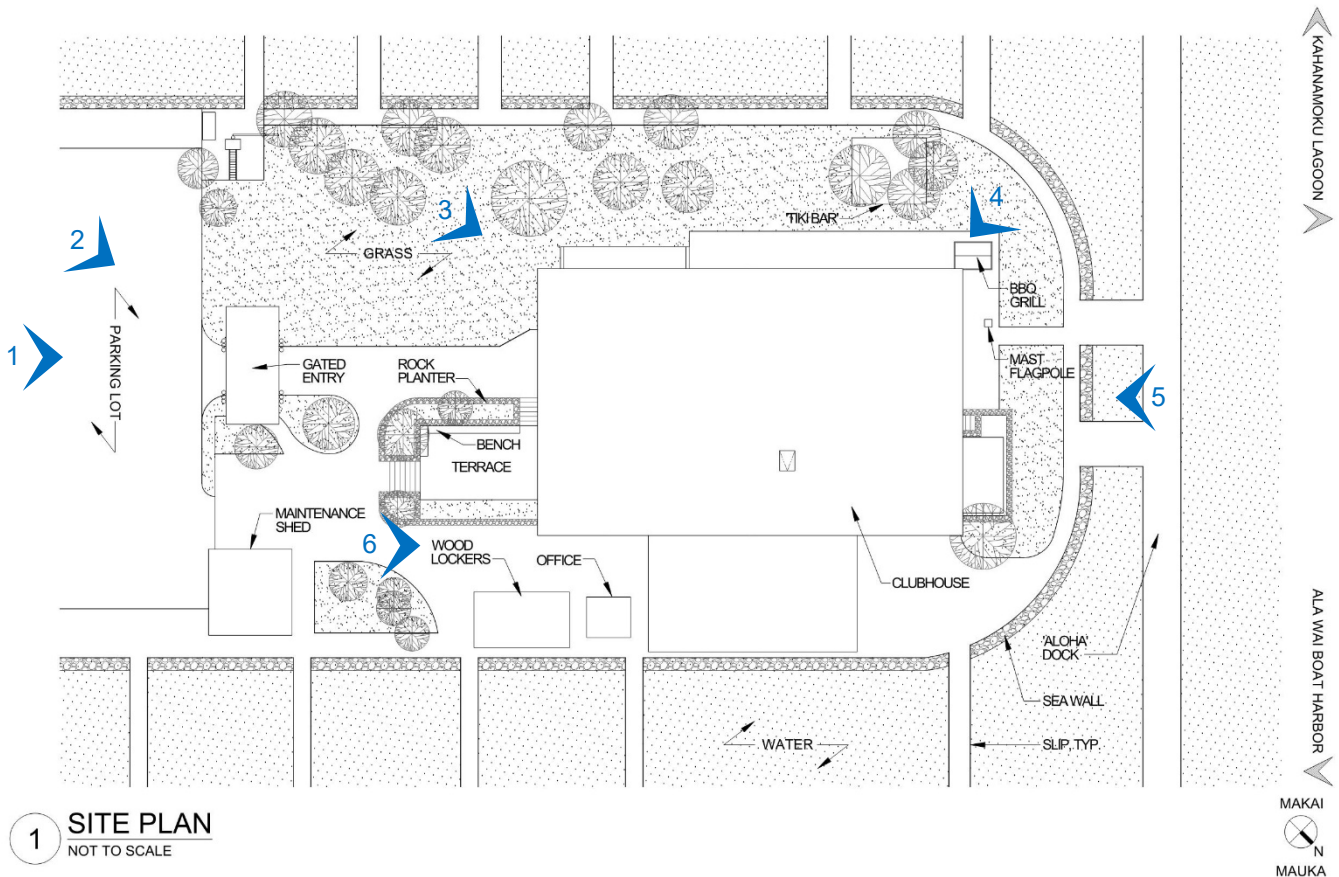 KAHANAMOKU LAGOON
2
3
4
'TIKI BAR'
GRASS
BBQ
GRILL
PARKING LOT
1
GATED
ENTRY
ROCK
PLANTER
MAST
FLAGPOLE
5
BENCH
TERRACE
MAINTENANCE
SHED
6
WOOD
LOCKERS
OFFICE
CLUBHOUSE
'ALOHA'
DOCK
ALA WAI BOAT HARBOR
SEA WALL
WATER
SLIP, TYP.
1
SITE PLAN
NOT TO SCALE
MAKAI
N
MAUKA